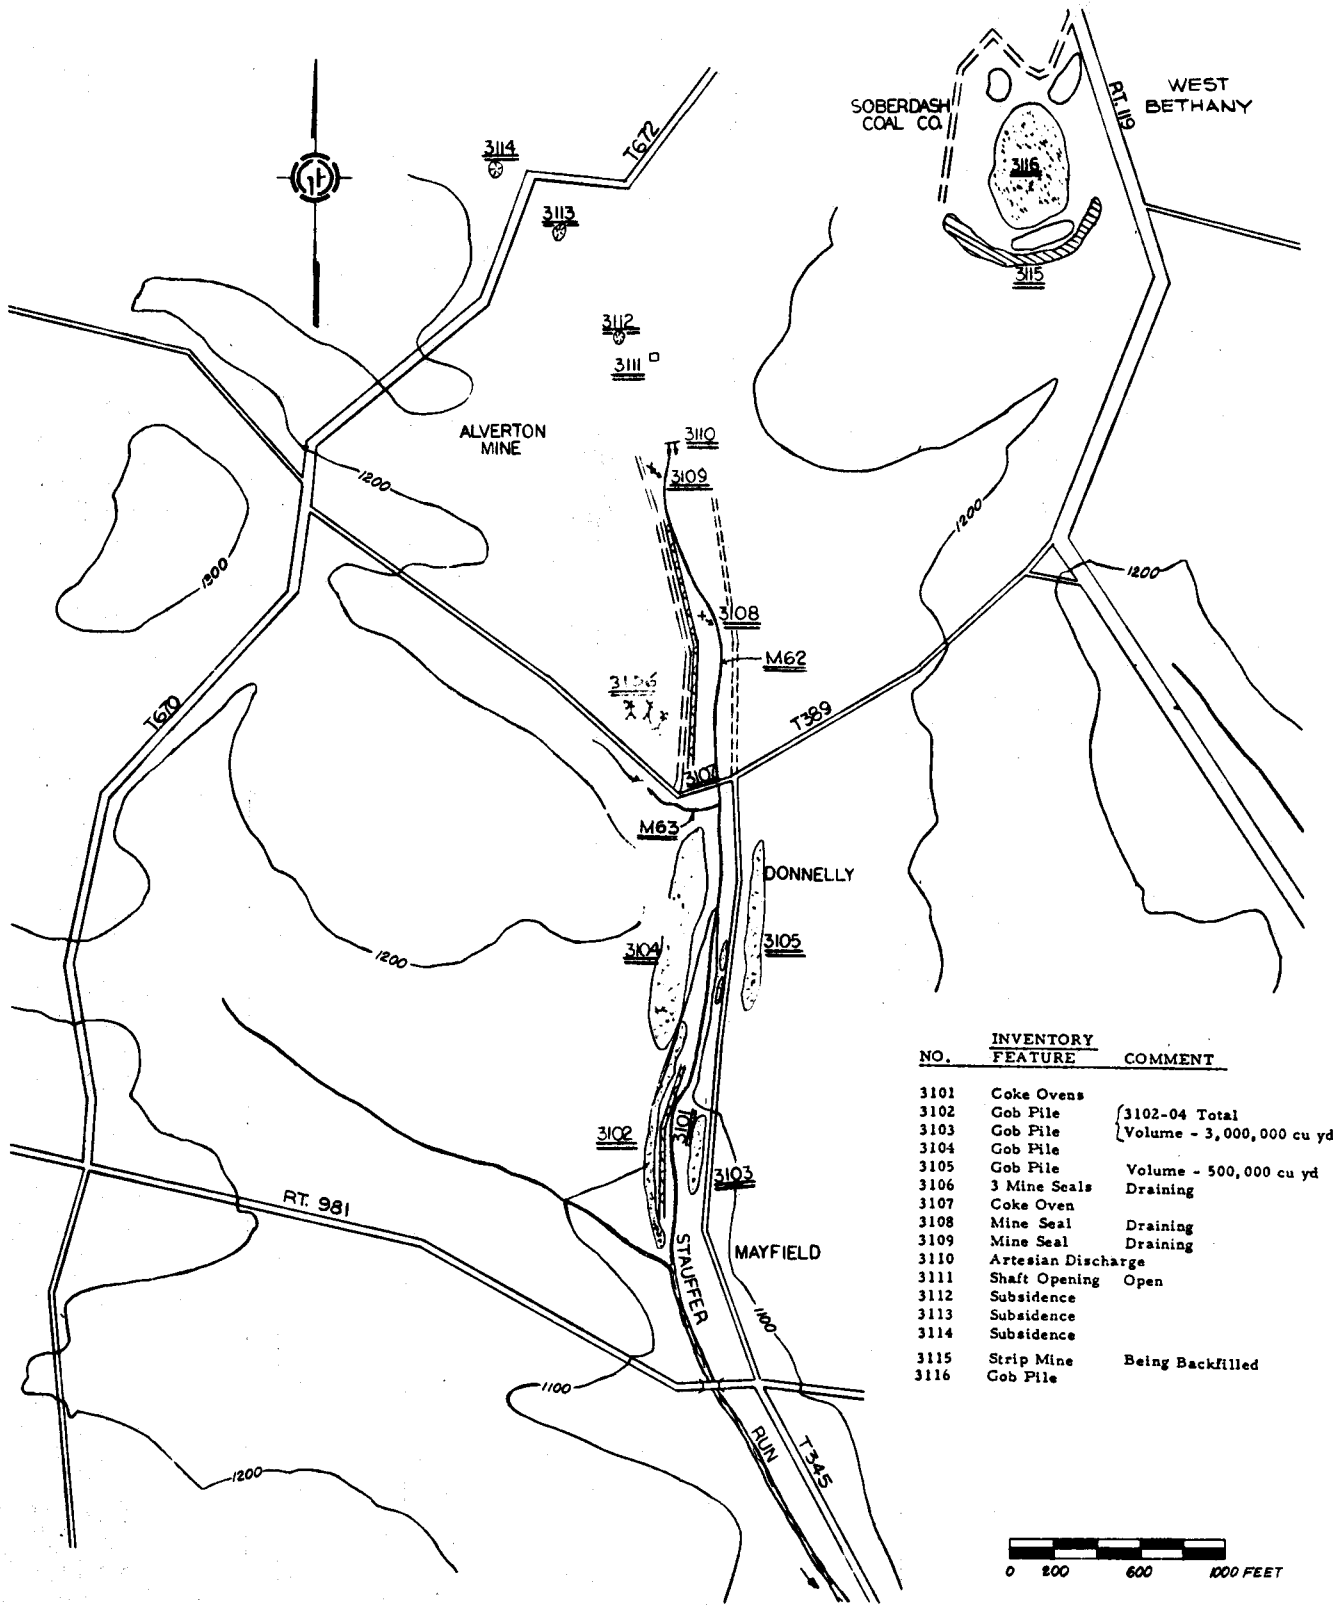 WEST
BETHANY
RT. 119
SOBERDASH
COAL CO.
3116
3115
T672
3114
3113
3112
3111
ALVERTON
MINE
3110
3109
1200
1200
1300
1200
3108
M62
3106
T670
T389
3107
M63
DONNELLY
3104
3105
1200
3102
3101
3103
RT. 981
STAUFFER
MAYFIELD
1100
1100
1200
RUN
T345
INVENTORY
NO. FEATURE COMMENT
3101 Coke Ovens
3102 Gob Pile 3102-04 Total
3103 Gob Pile Volume - 3,000,000 cu yd
3104 Gob Pile
3105 Gob Pile Volume - 500,000 cu yd
3106 3 Mine Seals Draining
3107 Coke Oven
3108 Mine Seal Draining
3109 Mine Seal Draining
3110 Artesian Discharge
3111 Shaft Opening Open
3112 Subsidence
3113 Subsidence
3114 Subsidence
3115 Strip Mine Being Backfilled
3116 Gob Pile
0 200 600 1000 FEET